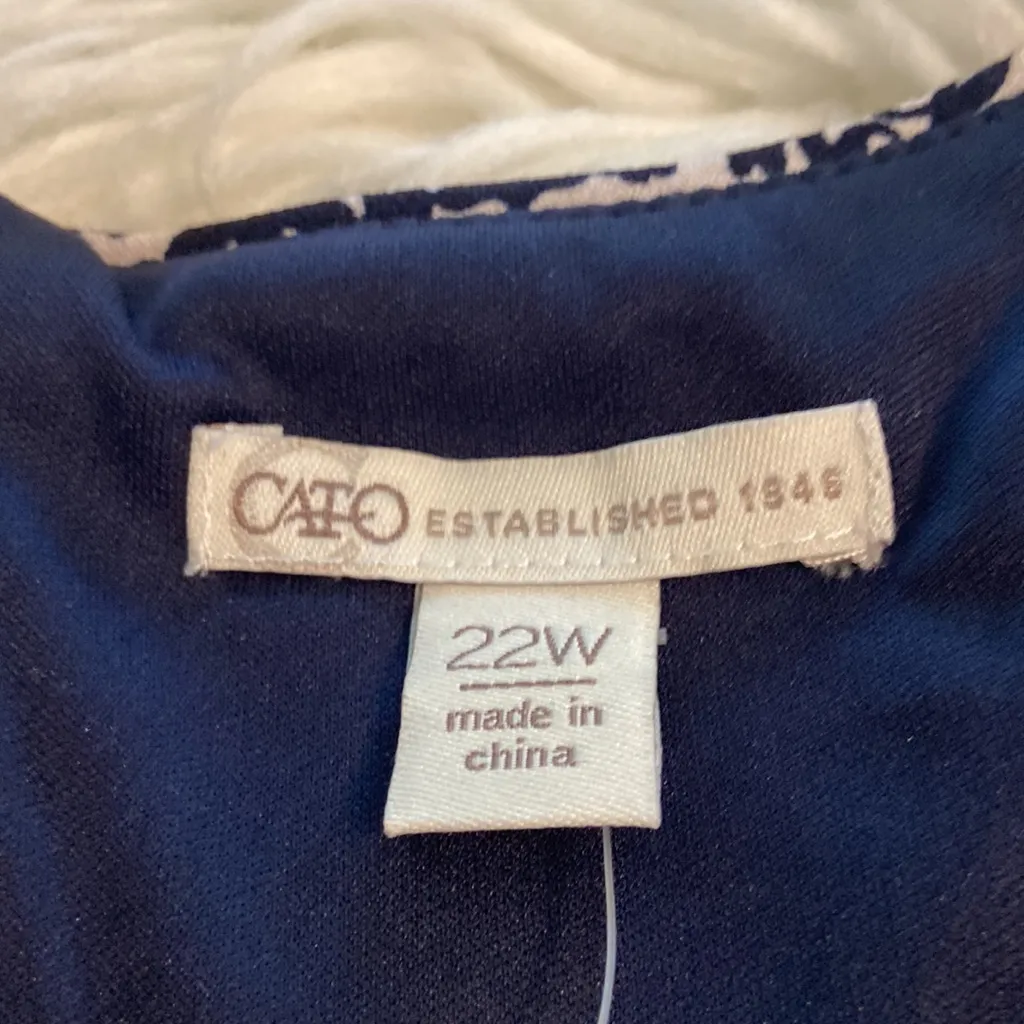 CATO ESTABLISHED 1946
22W
made in
china